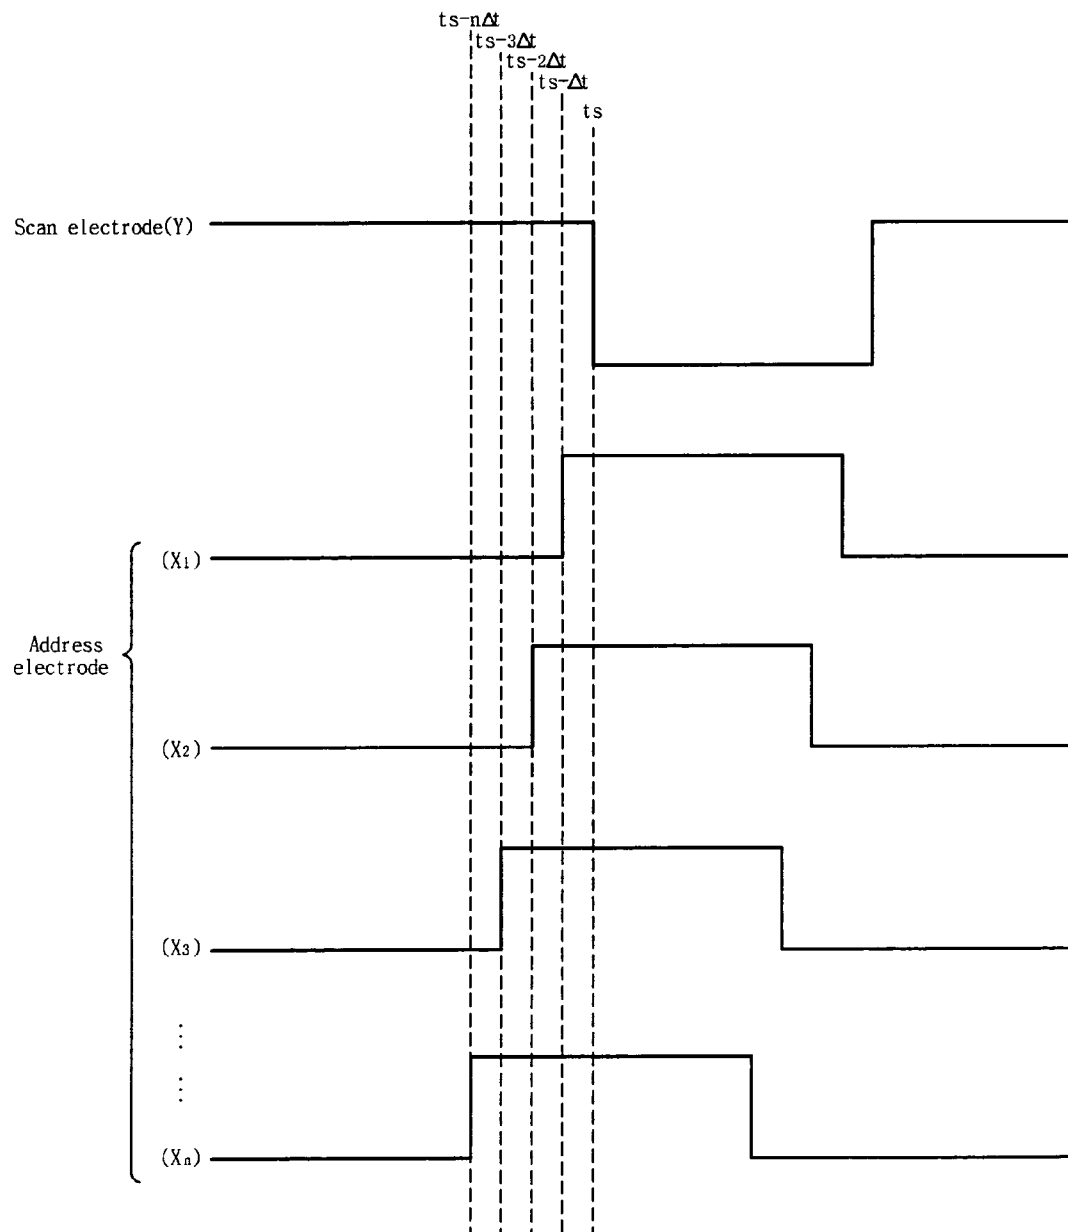 ts-nΔt
ts-3Δt
ts-2Δt
ts-Δt
ts
Scan electrode(Y)
(X1)
Address
electrode
(X2)
(X3)
(Xn)